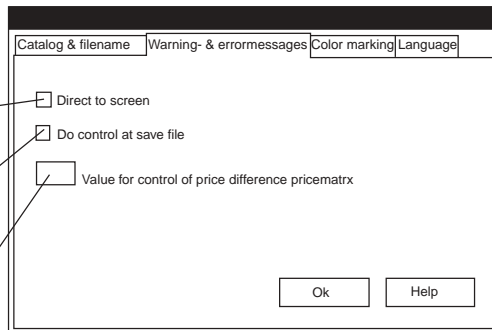 Catalog & filename Warning- & errormessages Color marking Language
Direct to screen
Do control at save file
Value for control of price difference pricematrx
Ok Help